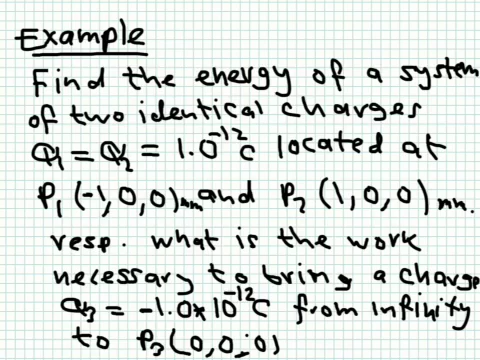 Example
Find the energy of a system
of two identical charges
Q1 = Q2 = 1.0^-12 C located at
P1 (-1, 0, 0)mm and P2 (1, 0, 0) mm.
resp. what is the work
necessary to bring a charge
Q3 = -1.0x10^-12 C from infinity
to P3 (0, 0, 0)